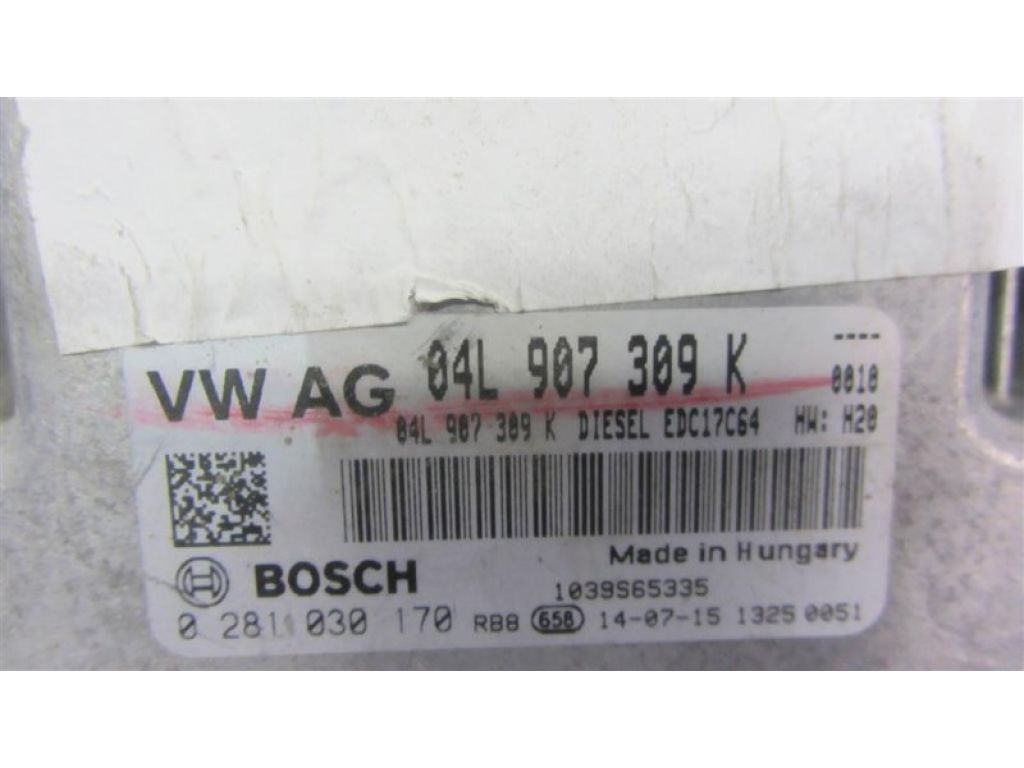 VW AG 04L 907 309 K ----
0010
04L 907 309 K DIESEL EDC17C64 HW: H20
Made in Hungary
BOSCH 1039S65335
0 281 030 170 RB8 658 14-07-15 1325 0051